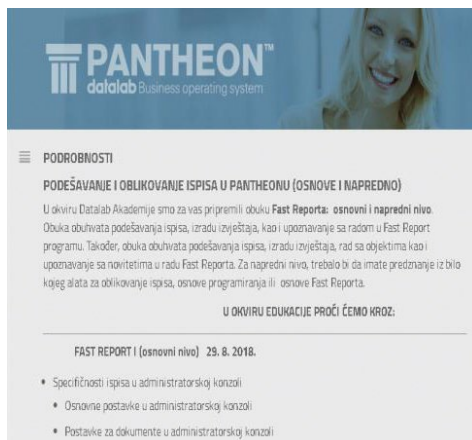 PANTHEON™
datalab Business operating system
PODROBNOSTI
PODEŠAVANJE I OBLIKOVANJE ISPISA U PANTHEONU (OSNOVE I NAPREDNO)
U okviru Datalab Akademije smo za vas pripremili obuku Fast Reporta: osnovni i napredni nivo.
Obuka obuhvata podešavanja ispisa, izradu izvještaja, kao i upoznavanje sa radom u Fast Report
programu. Također, obuka obuhvata podešavanja ispisa, izradu izvještaja, rad sa objektima kao i
upoznavanje sa novitetima u radu Fast Reporta. Za napredni nivo, trebalo bi da imate predznanje iz bilo
kojeg alata za oblikovanje ispisa, osnove programiranja ili osnove Fast Reporta.
U OKVIRU EDUKACIJE PROĆI ĆEMO KROZ:
FAST REPORT I (osnovni nivo) 29. 8. 2018.
• Specifičnosti ispisa u administratorskoj konzoli
• Osnovne postavke u administratorskoj konzoli
• Postavke za dokumente u administratorskoj konzoli